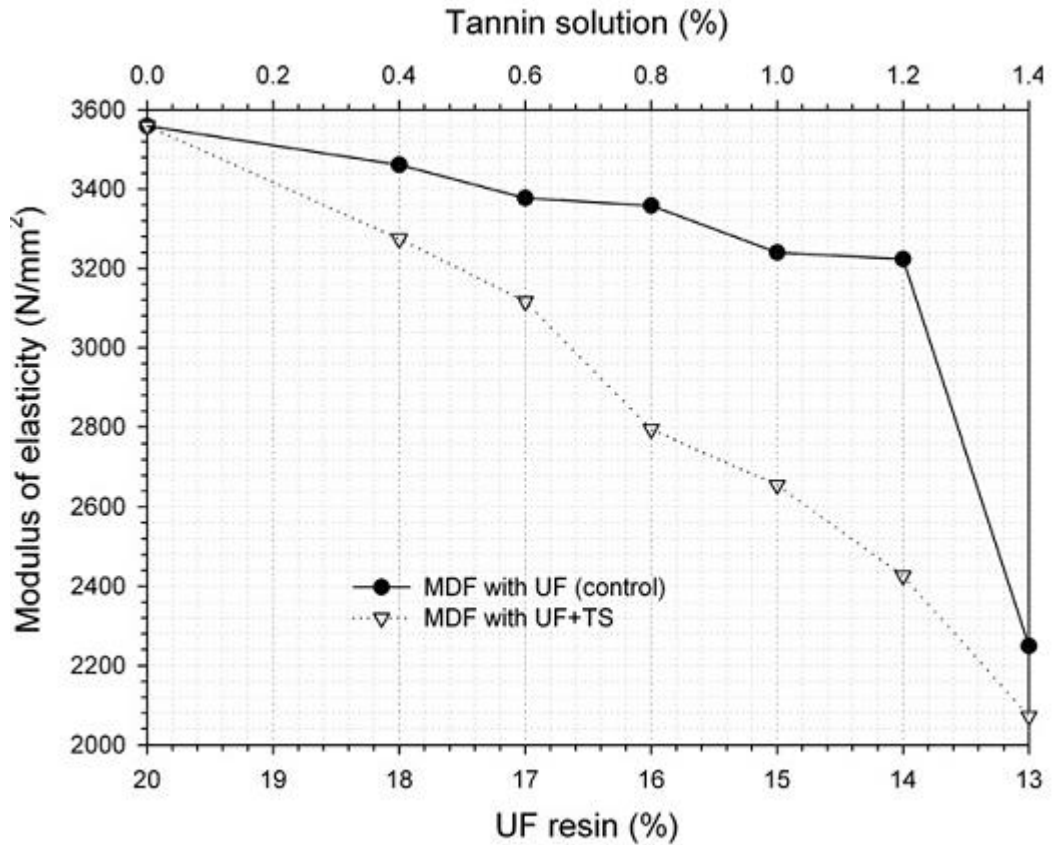 Tannin solution (%)
0.0 0.2 0.4 0.6 0.8 1.0 1.2 1.4
3600
3400
3200
3000
2800
2600
2400
2200
2000
Modulus of elasticity (N/mm²)
MDF with UF (control)
MDF with UF+TS
20 19 18 17 16 15 14 13
UF resin (%)